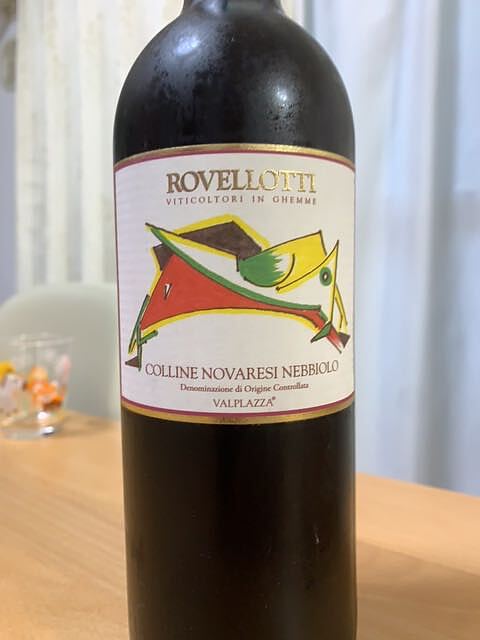 ROVELLOTTI
VITICOLTORI IN GHEMME
COLLINE NOVARESI NEBBIOLO
Denominazione di Origine Controllata
VALPLAZZA®